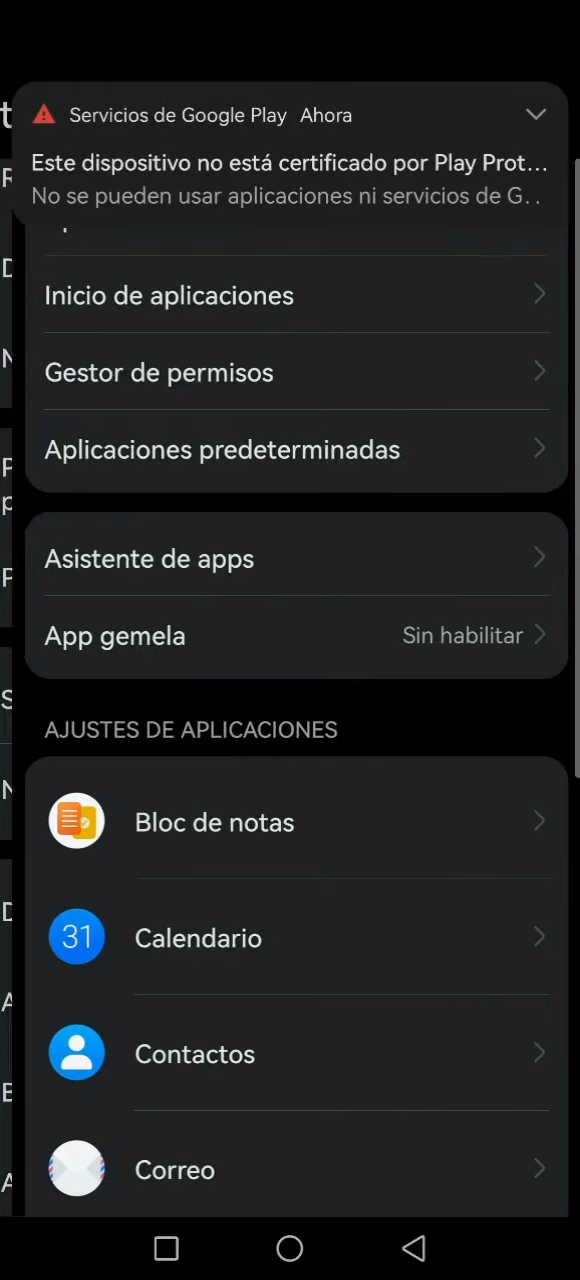 Servicios de Google Play Ahora
Este dispositivo no está certificado por Play Prot...
No se pueden usar aplicaciones ni servicios de G...
Inicio de aplicaciones
Gestor de permisos
Aplicaciones predeterminadas
Asistente de apps
App gemela Sin habilitar
AJUSTES DE APLICACIONES
Bloc de notas
31 Calendario
Contactos
Correo